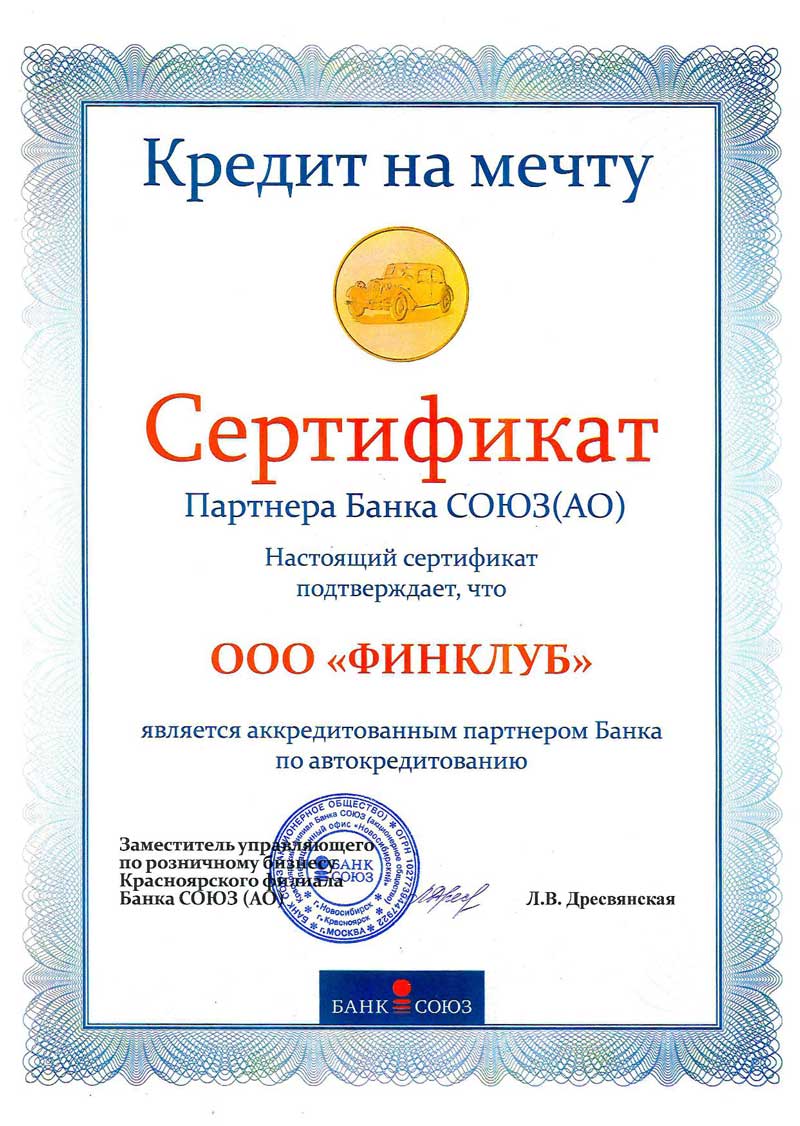 Кредит на мечту
Сертификат
Партнера Банка СОЮЗ(АО)
Настоящий сертификат
подтверждает, что
ООО «ФИНКЛУБ»
является аккредитованным партнером Банка
по автокредитованию
Заместитель управляющего
по розничному бизнесу
Красноярского филиала
Банка СОЮЗ (АО)
БАНК СОЮЗ (АКЦИОНЕРНОЕ ОБЩЕСТВО) * ОГРН 1027739447922 * г.МОСКВА *
Красноярский филиал Банка СОЮЗ (акционерное общество) * г.Красноярск *
офис «Новосибирский» * г.Новосибирск *
БАНК
СОЮЗ
Л.В. Дресвянская
БАНК СОЮЗ